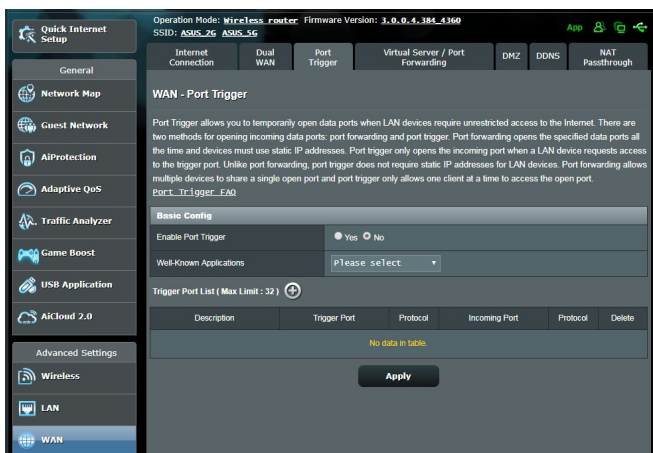 Quick Internet
Setup
Operation Mode: Wireless router Firmware Version: 3.0.0.4.384_4360
SSID: ASUS_2G ASUS_5G
App
Internet
Connection
Dual
WAN
Port
Trigger
Virtual Server / Port
Forwarding
DMZ
DDNS
NAT
Passthrough
General
Network Map
Guest Network
AiProtection
Adaptive QoS
Traffic Analyzer
Game Boost
USB Application
AiCloud 2.0
Advanced Settings
Wireless
LAN
WAN
WAN - Port Trigger
Port Trigger allows you to temporarily open data ports when LAN devices require unrestricted access to the Internet. There are
two methods for opening incoming data ports: port forwarding and port trigger. Port forwarding opens the specified data ports all
the time and devices must use static IP addresses. Port trigger only opens the incoming port when a LAN device requests access
to the trigger port. Unlike port forwarding, port trigger does not require static IP addresses for LAN devices. Port forwarding allows
multiple devices to share a single open port and port trigger only allows one client at a time to access the open port.
Port Trigger FAQ
Basic Config
Enable Port Trigger Yes No
Well-Known Applications Please select
Trigger Port List ( Max Limit : 32 )
Description Trigger Port Protocol Incoming Port Protocol Delete
No data in table.
Apply